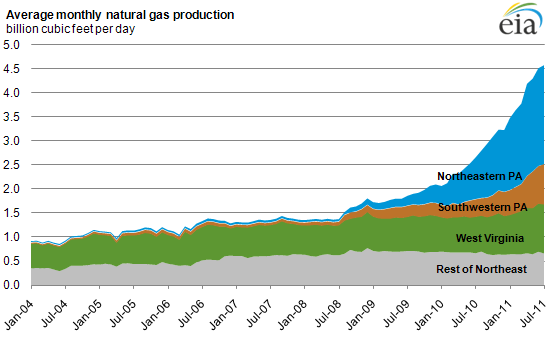 Average monthly natural gas production
billion cubic feet per day
eia
5.0
4.5
4.0
3.5
3.0
2.5
2.0
1.5
1.0
0.5
0.0
Northeastern PA
Southwestern PA
West Virginia
Rest of Northeast
Jan-04
Jul-04
Jan-05
Jul-05
Jan-06
Jul-06
Jan-07
Jul-07
Jan-08
Jul-08
Jan-09
Jul-09
Jan-10
Jul-10
Jan-11
Jul-11